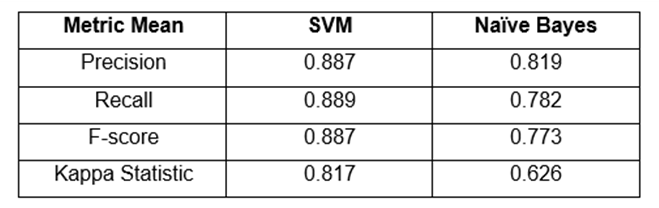 Metric Mean SVM Naïve Bayes
Precision 0.887 0.819
Recall 0.889 0.782
F-score 0.887 0.773
Kappa Statistic 0.817 0.626